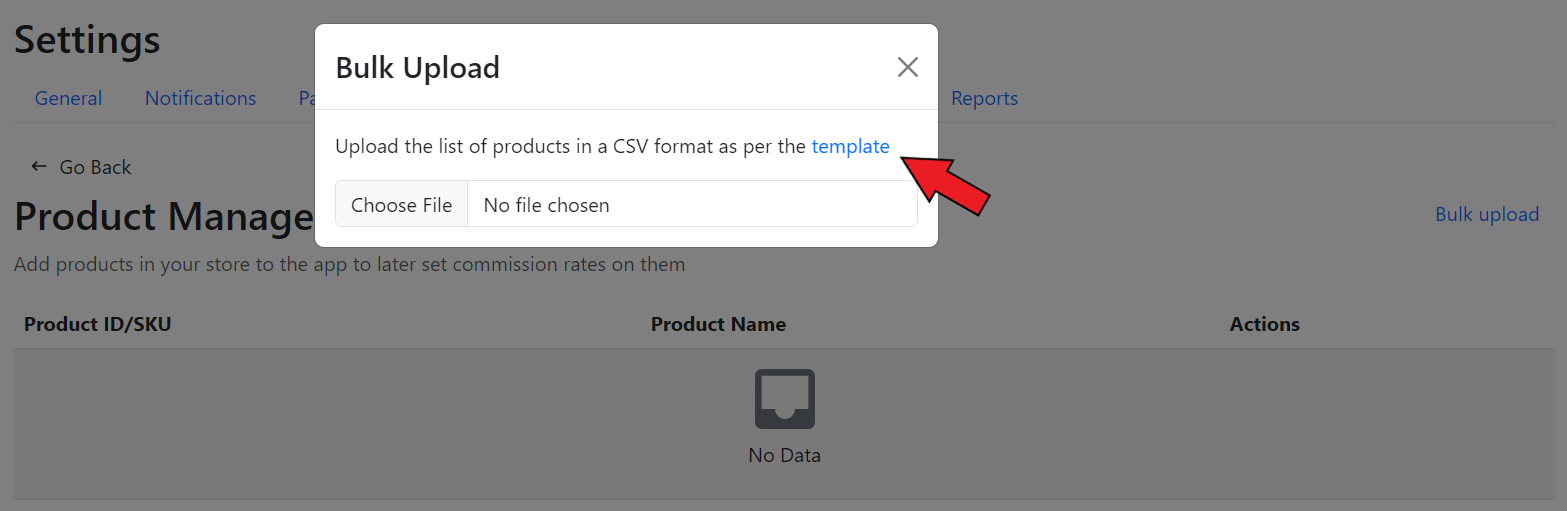 Settings
Bulk Upload
General Notifications Pa Reports
Upload the list of products in a CSV format as per the template
Go Back
Choose File No file chosen
Product Manage
Bulk upload
Add products in your store to the app to later set commission rates on them
Product ID/SKU Product Name Actions
No Data